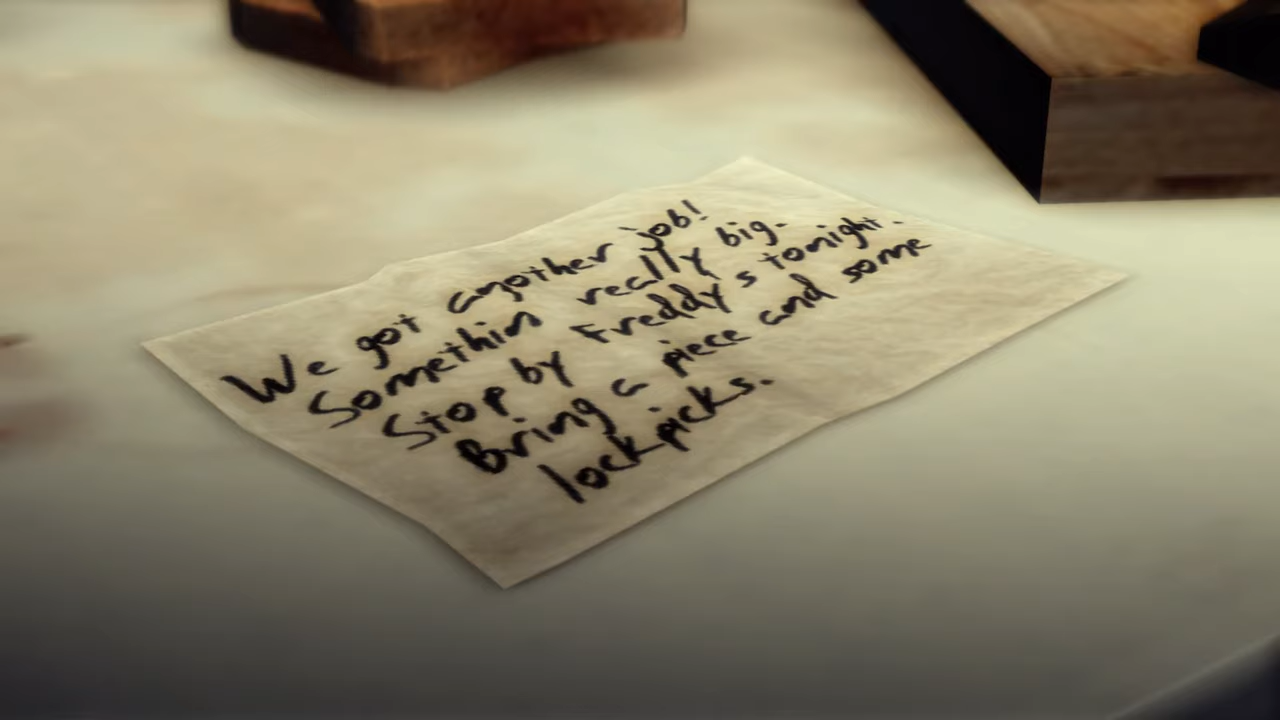 We got another job!
Somethin really big.
Stop by Freddy's tonight.
Bring a piece and some
lockpicks.